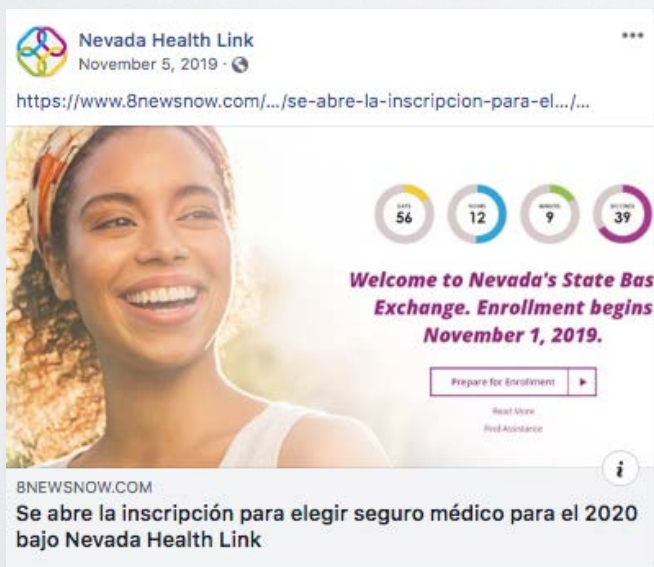 Nevada Health Link
November 5, 2019 ·
https://www.8newsnow.com/.../se-abre-la-inscripcion-para-el.../...
DAYS HOURS MINUTES SECONDS
56 12 9 39
Welcome to Nevada's State Bas
Exchange. Enrollment begins
November 1, 2019.
Prepare for Enrollment
Read More
Find Assistance
i
8NEWSNOW.COM
Se abre la inscripción para elegir seguro médico para el 2020
bajo Nevada Health Link